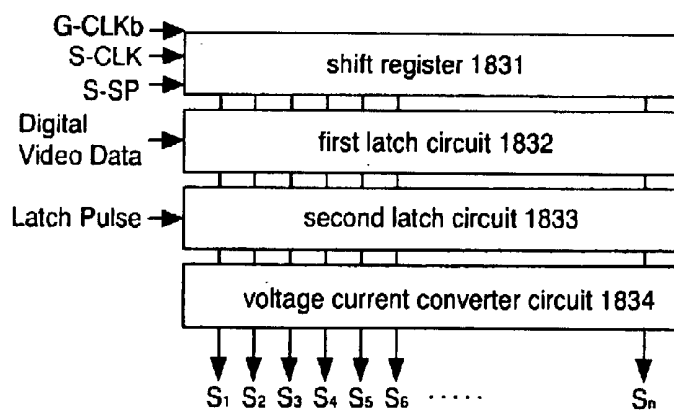 G-CLKb
S-CLK
S-SP
shift register 1831
Digital
Video Data
first latch circuit 1832
Latch Pulse
second latch circuit 1833
voltage current converter circuit 1834
S1 S2 S3 S4 S5 S6 ..... Sn